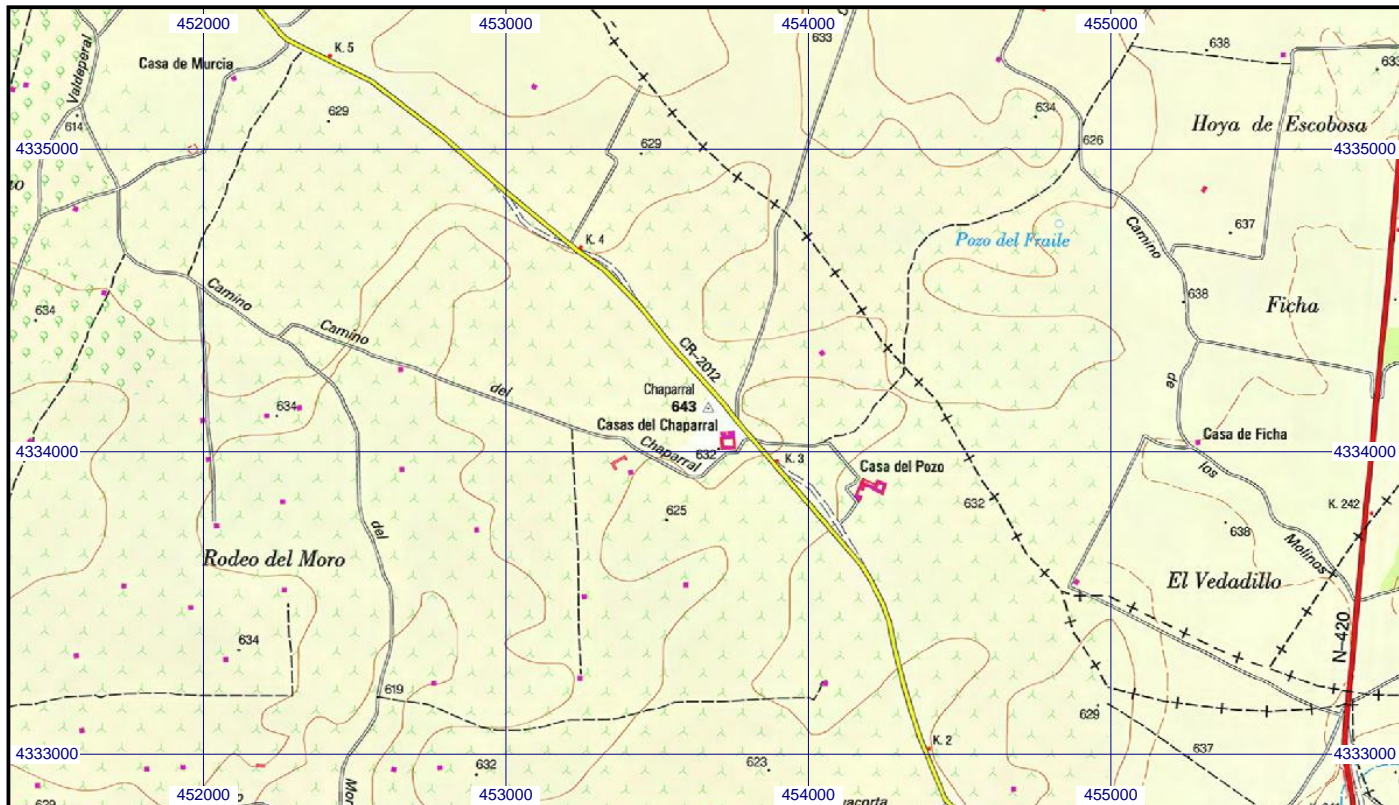 452000 453000 454000 455000
K. 5
633
638
633
Casa de Murcia
Valdeperal
614
629
634
Hoya de Escobosa
626
4335000 629 4335000
637
Camino
K. 4
Pozo del Fraile
634
Camino
638
Ficha
Camino
CR-2012
del
Chaparral
643
de
634
Casas del Chaparral
Casa de Ficha
4334000 632 4334000
Chaparral
K. 3
Casa del Pozo
los
632
K. 242
625
638
del
Molinos
Rodeo del Moro
El Vedadillo
634
N-420
619
629
637
K. 2
4333000 4333000
632
623
629
452000 453000 454000 455000